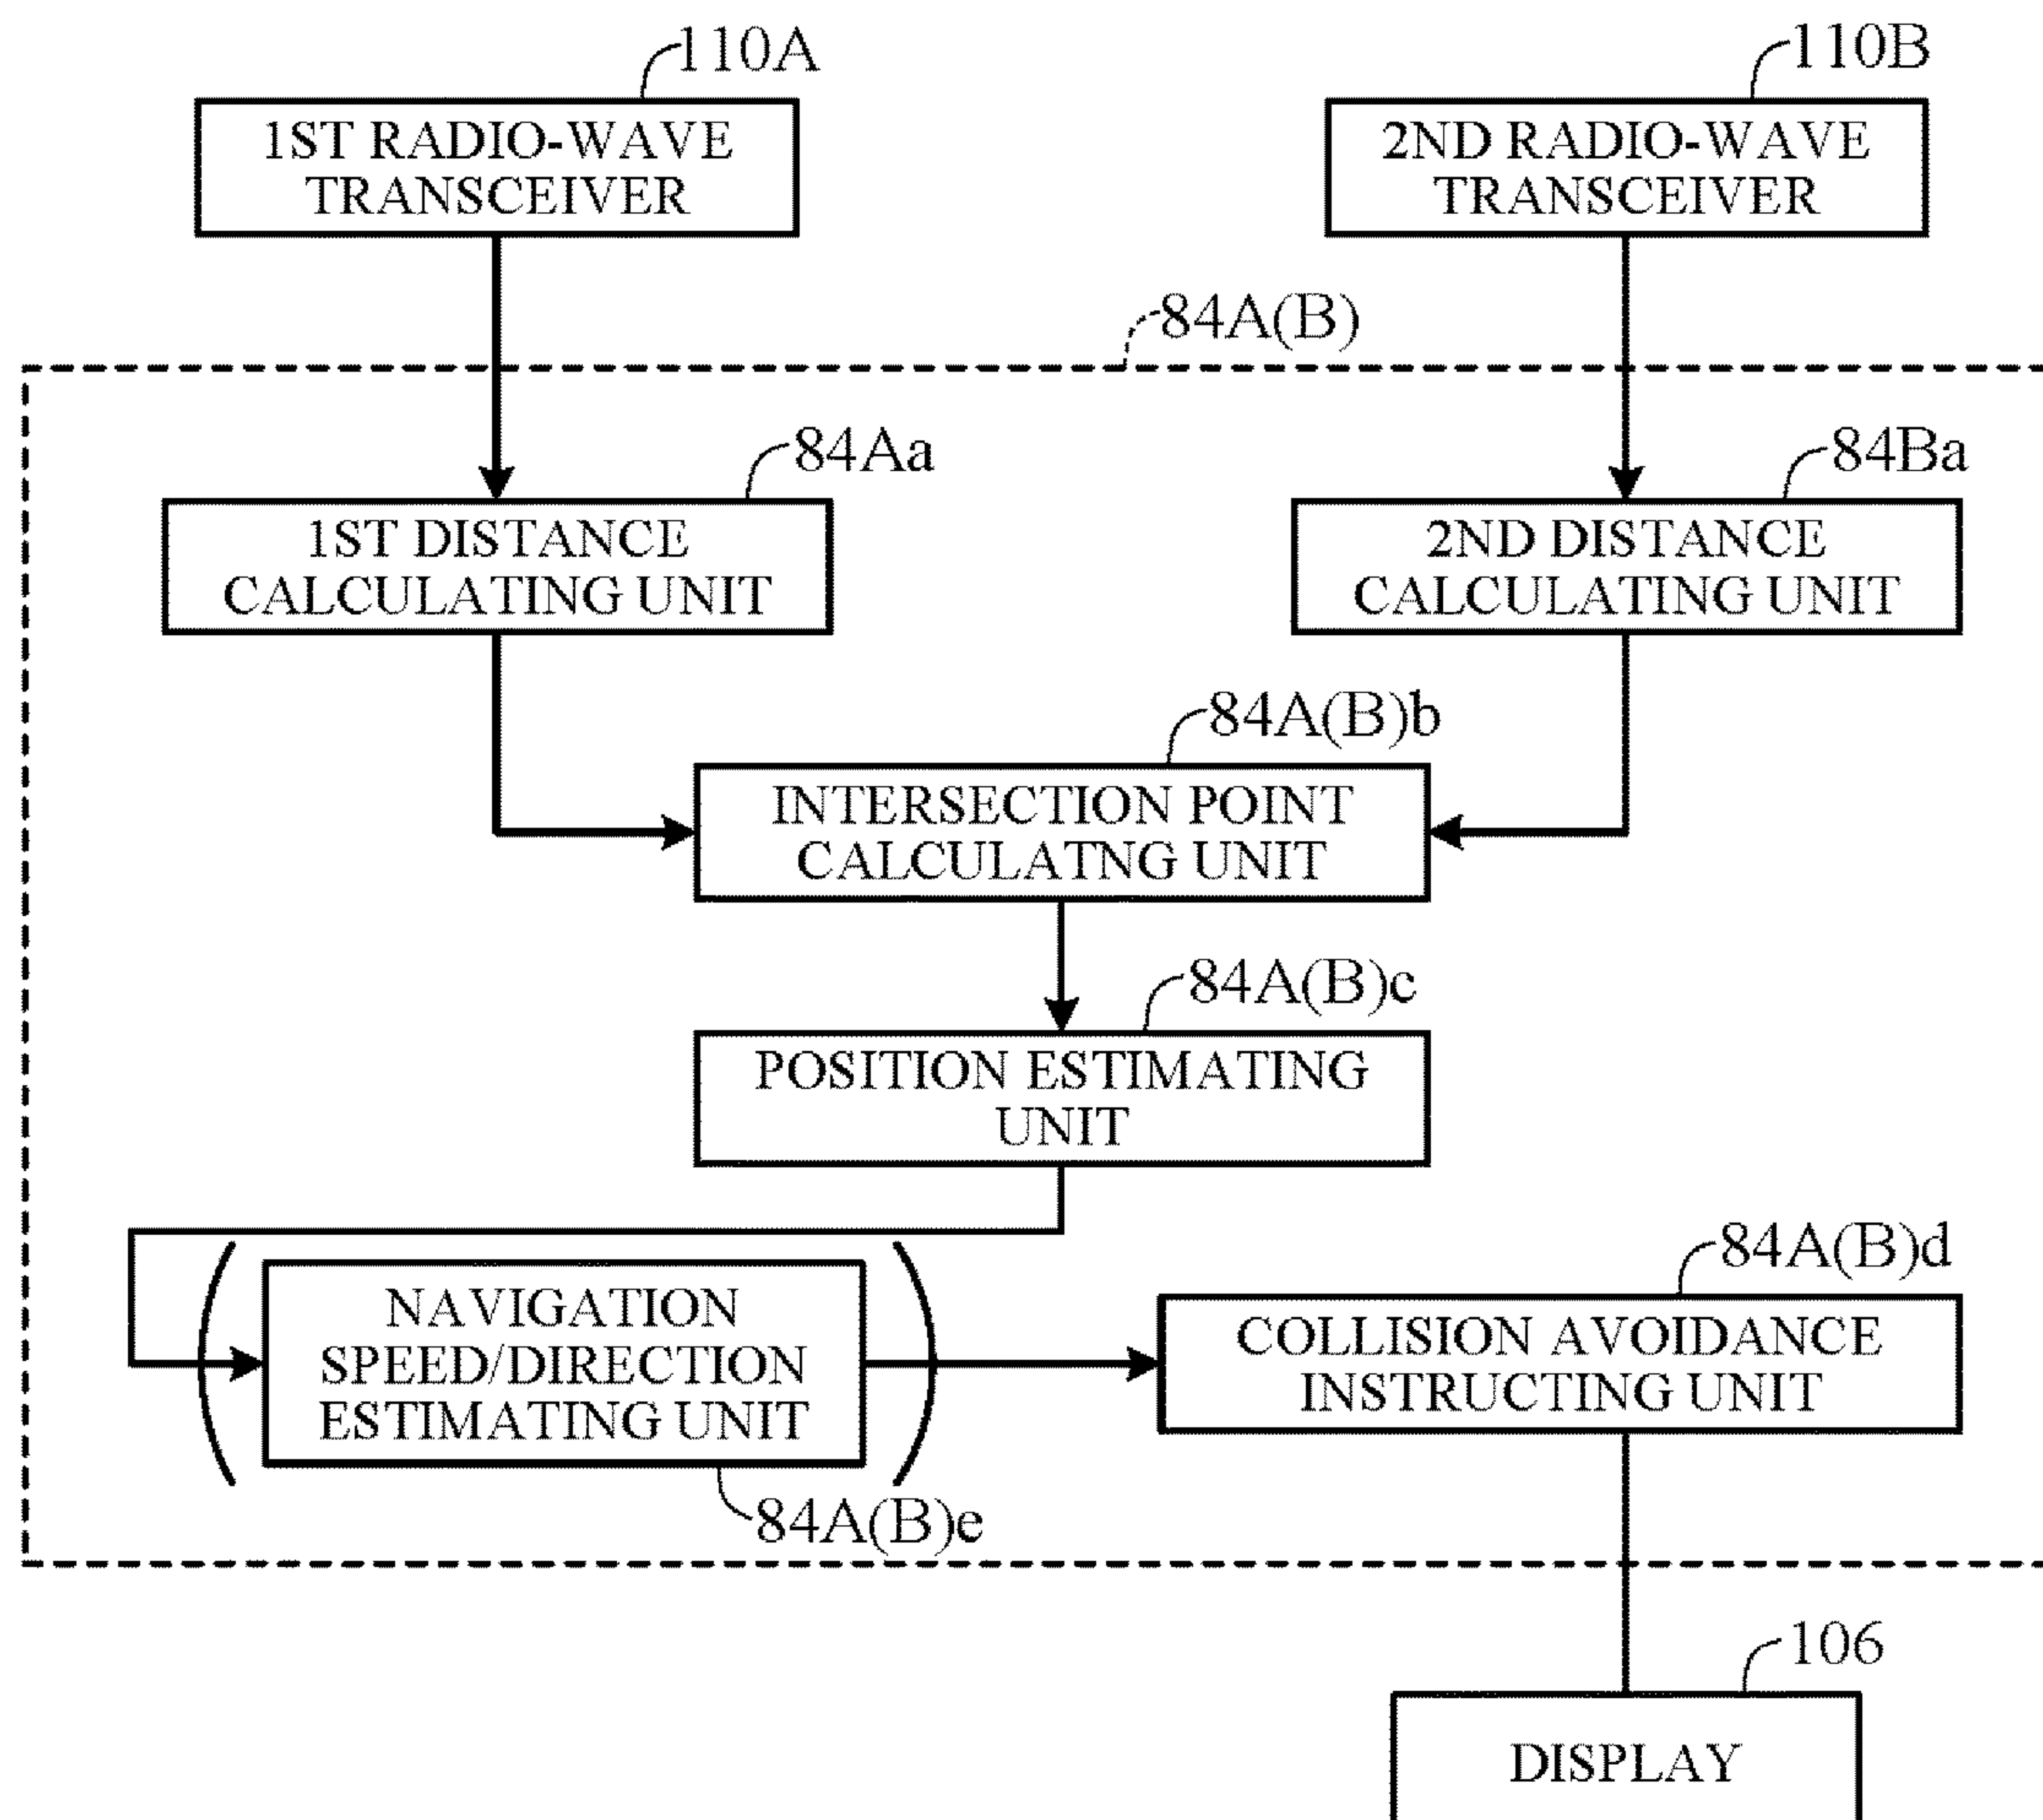 110A
110B
1ST RADIO-WAVE
TRANSCEIVER
2ND RADIO-WAVE
TRANSCEIVER
84A(B)
84Aa
84Ba
1ST DISTANCE
CALCULATING UNIT
2ND DISTANCE
CALCULATING UNIT
84A(B)b
INTERSECTION POINT
CALCULATNG UNIT
84A(B)c
POSITION ESTIMATING
UNIT
84A(B)d
NAVIGATION
SPEED/DIRECTION
ESTIMATING UNIT
COLLISION AVOIDANCE
INSTRUCTING UNIT
84A(B)e
106
DISPLAY